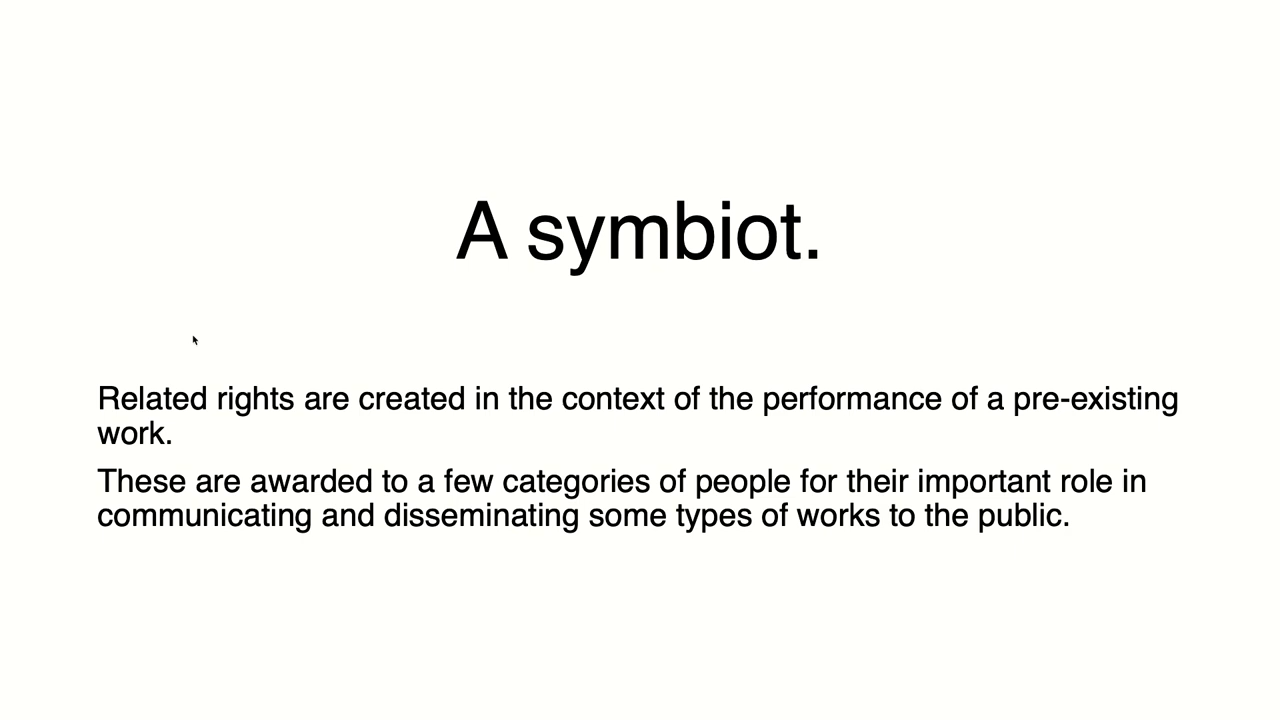 A symbiot.
Related rights are created in the context of the performance of a pre-existing
work.
These are awarded to a few categories of people for their important role in
communicating and disseminating some types of works to the public.